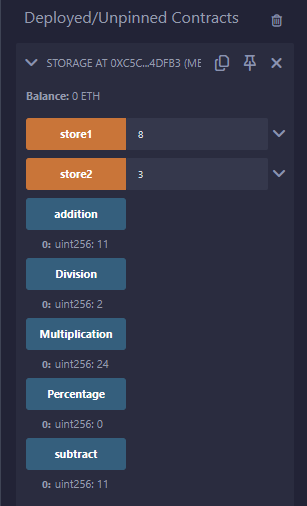 Deployed/Unpinned Contracts
STORAGE AT 0XC5C...4DFB3 (ME
Balance: 0 ETH
store1 8
store2 3
addition
0: uint256: 11
Division
0: uint256: 2
Multiplication
0: uint256: 24
Percentage
0: uint256: 0
subtract
0: uint256: 11